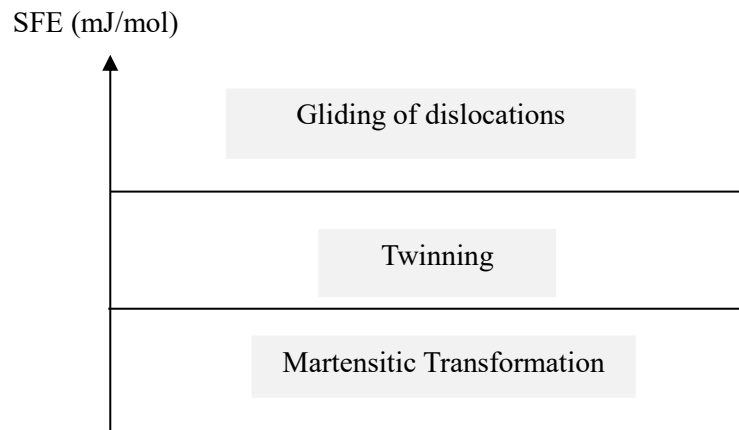 SFE (mJ/mol)
Gliding of dislocations
Twinning
Martensitic Transformation